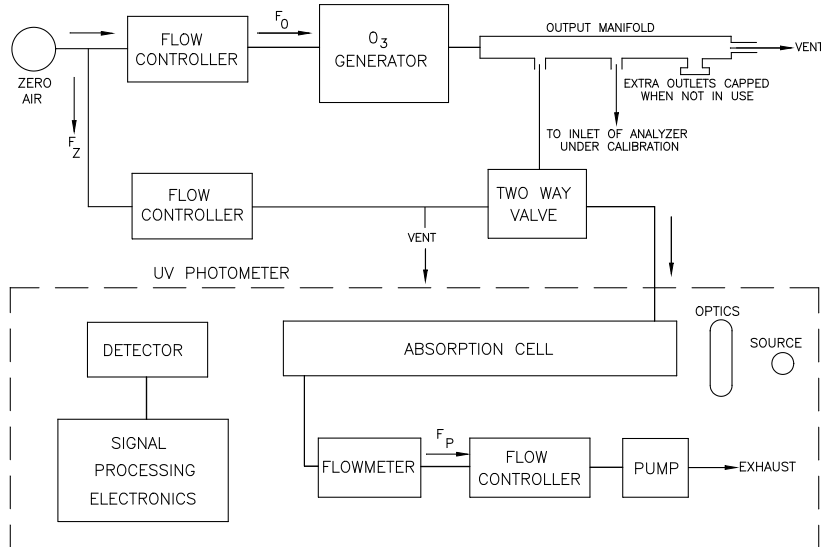 F0
FLOW
CONTROLLER
O3
GENERATOR
OUTPUT MANIFOLD
VENT
ZERO
AIR
FZ
EXTRA OUTLETS CAPPED
WHEN NOT IN USE
TO INLET OF ANALYZER
UNDER CALIBRATION
FLOW
CONTROLLER
TWO WAY
VALVE
VENT
UV PHOTOMETER
OPTICS
SOURCE
DETECTOR
ABSORPTION CELL
SIGNAL
PROCESSING
ELECTRONICS
FLOWMETER
FP
FLOW
CONTROLLER
PUMP
EXHAUST